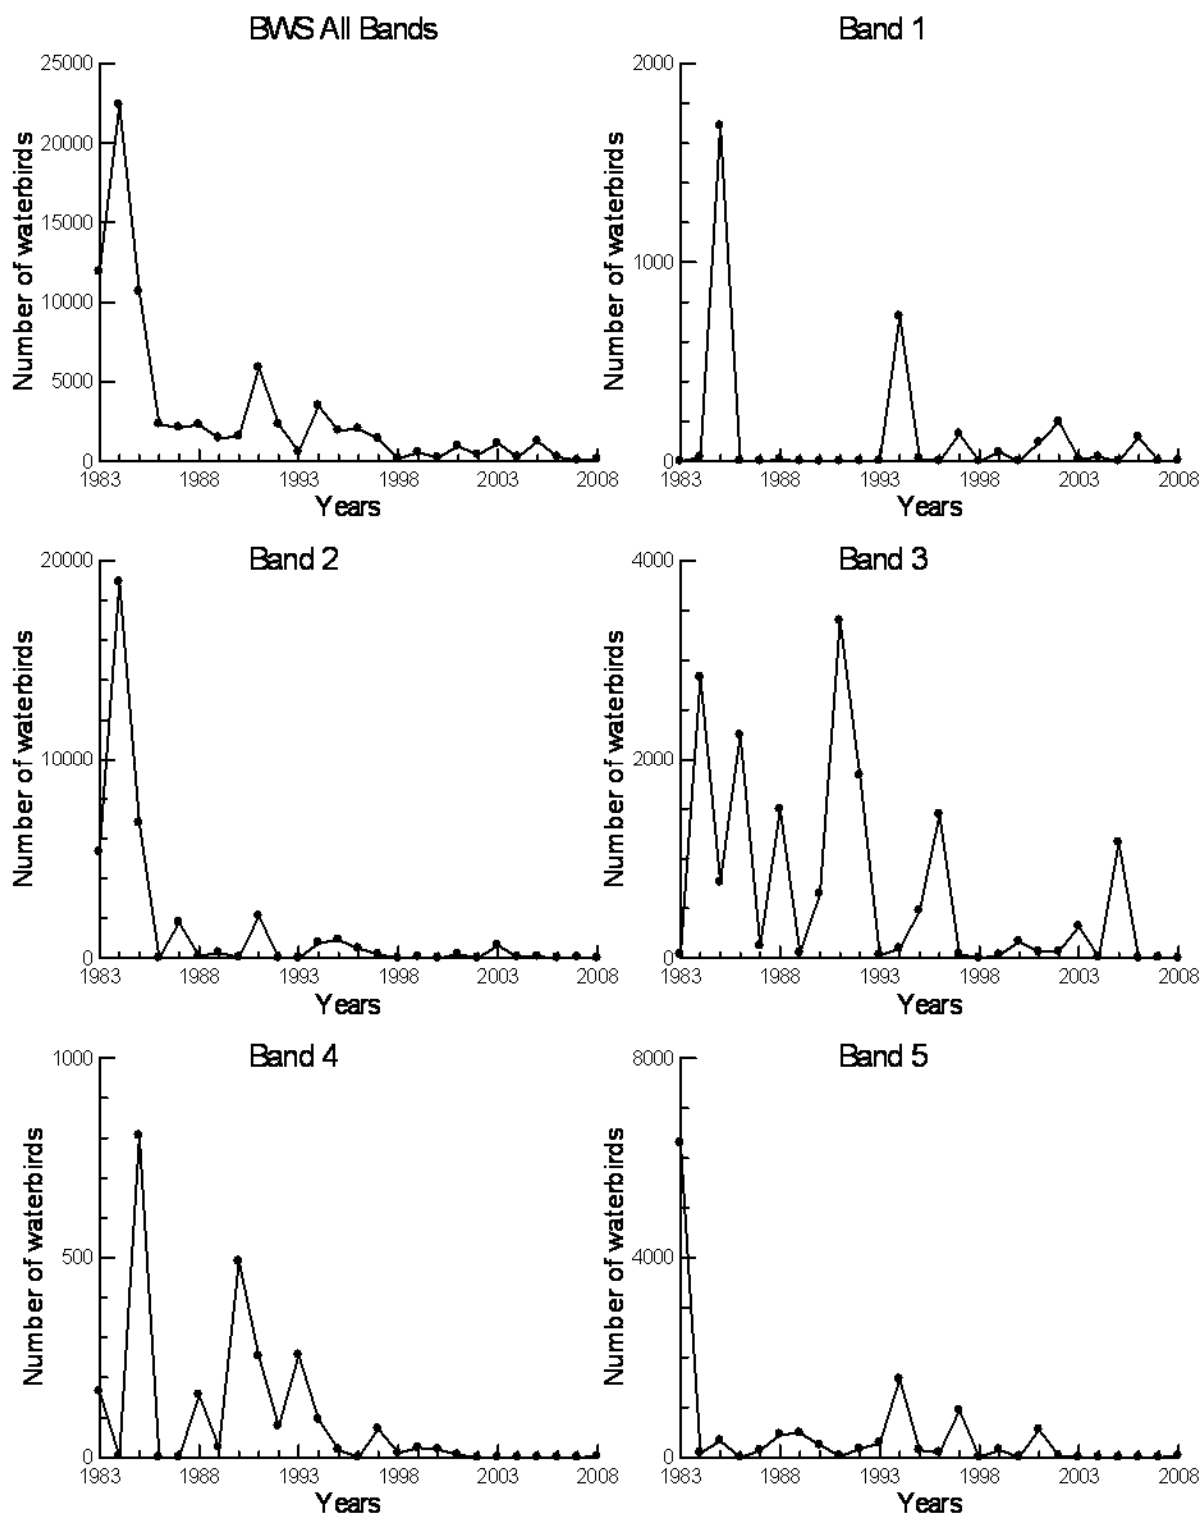 BWS All Bands
25000
20000
15000
10000
5000
0
Number of waterbirds
1983 1988 1993 1998 2003 2008
Years
Band 1
2000
1000
0
Number of waterbirds
1983 1988 1993 1998 2003 2008
Years
Band 2
20000
10000
0
Number of waterbirds
1983 1988 1993 1998 2003 2008
Years
Band 3
4000
2000
0
Number of waterbirds
1983 1988 1993 1998 2003 2008
Years
Band 4
1000
500
0
Number of waterbirds
1983 1988 1993 1998 2003 2008
Years
Band 5
8000
4000
0
Number of waterbirds
1983 1988 1993 1998 2003 2008
Years